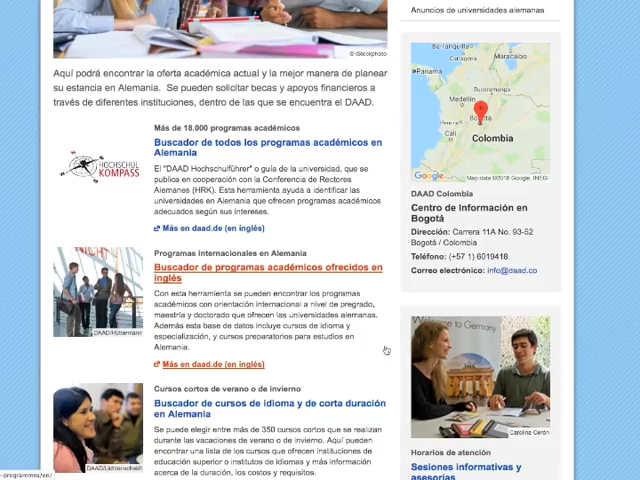 Anuncios de universidades alemanas
© iStockphoto
Aquí podrá encontrar la oferta académica actual y la mejor manera de planear
su estancia en Alemania. Se pueden solicitar becas y apoyos financieros a
través de diferentes instituciones, dentro de las que se encuentra el DAAD.
Más de 18.000 programas académicos
Buscador de todos los programas académicos en
Alemania
HOCHSCHUL
KOMPASS
El "DAAD Hochschulführer" o guía de la universidad, que se
publica en cooperación con la Conferencia de Rectores
Alemanes (HRK). Esta herramienta ayuda a identificar las
universidades en Alemania que ofrecen programas académicos
adecuados según sus intereses.
Más en daad.de (en inglés)
Programas internacionales en Alemania
Buscador de programas académicos ofrecidos en
inglés
Con esta herramienta se pueden encontrar los programas
académicos con orientación internacional a nivel de pregrado,
maestría y doctorado que ofrecen las universidades alemanas.
Además esta base de datos incluye cursos de idioma y
especialización, y cursos preparatorios para estudios en
Alemania.
DAAD/Hüttermann
Más en daad.de (en inglés)
Cursos cortos de verano o de invierno
Buscador de cursos de idioma y de corta duración
en Alemania
Se puede elegir entre más de 350 cursos cortos que se realizan
durante las vacaciones de verano o de invierno. Aquí pueden
encontrar una lista de los cursos que ofrecen instituciones de
educación superior o institutos de idiomas y más información
acerca de la duración, los costos y requisitos.
DAAD/Lichtenscheidt
-programmes/en/
Barranquilla
Maracaibo
Panama
Bucaramanga
Medellín
Bogotá
Cali
Colombia
Google
Map data ©2018 Google, INEGI
DAAD Colombia
Centro de Información en
Bogotá
Dirección: Carrera 11A No. 93-52
Bogotá / Colombia
Teléfono: (+57 1) 6019418
Correo electrónico: info@daad.co
Welcome to Germany
Carolina Cerón
Horarios de atención
Sesiones informativas y
asesorías